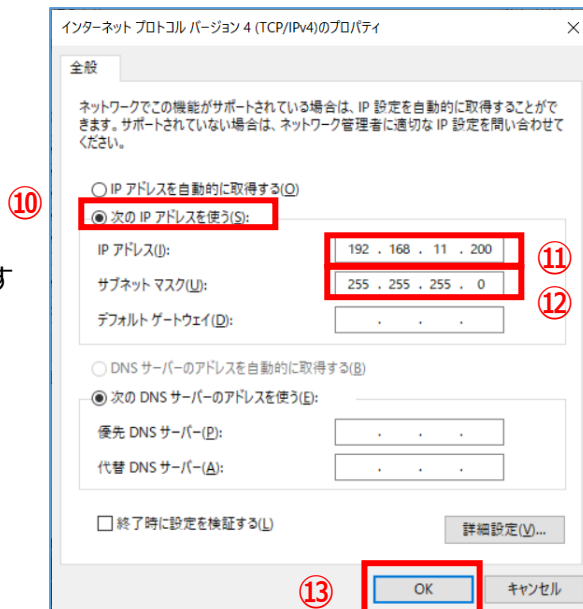 インターネット プロトコル バージョン 4 (TCP/IPv4)のプロパティ
全般
ネットワークでこの機能がサポートされている場合は、IP 設定を自動的に取得することがで
きます。サポートされていない場合は、ネットワーク管理者に適切な IP 設定を問い合わせて
ください。
IP アドレスを自動的に取得する(O)
⑩
次の IP アドレスを使う(S):
IP アドレス(I): 192 . 168 . 11 . 200 ⑪
す
サブネット マスク(U): 255 . 255 . 255 . 0 ⑫
デフォルト ゲートウェイ(D): . . .
DNS サーバーのアドレスを自動的に取得する(B)
次の DNS サーバーのアドレスを使う(E):
優先 DNS サーバー(P): . . .
代替 DNS サーバー(A): . . .
終了時に設定を検証する(L) 詳細設定(V)...
⑬ OK キャンセル